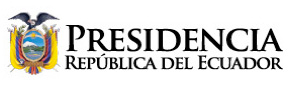 PRESIDENCIA
REPÚBLICA DEL ECUADOR